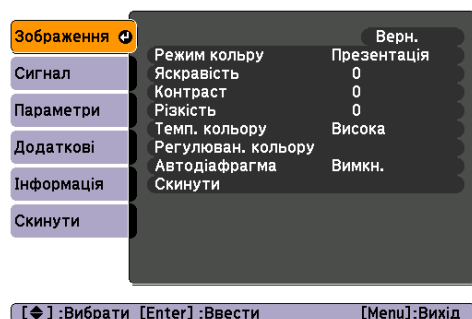 Зображення
Сигнал
Параметри
Додаткові
Інформація
Скинути
Верн.
Режим кольру Презентація
Яскравість 0
Контраст 0
Різкість 0
Темп. кольору Висока
Регулюван. кольору
Автодіафрагма Вимкн.
Скинути
[] :Вибрати [Enter] :Ввести [Menu]:Вихід